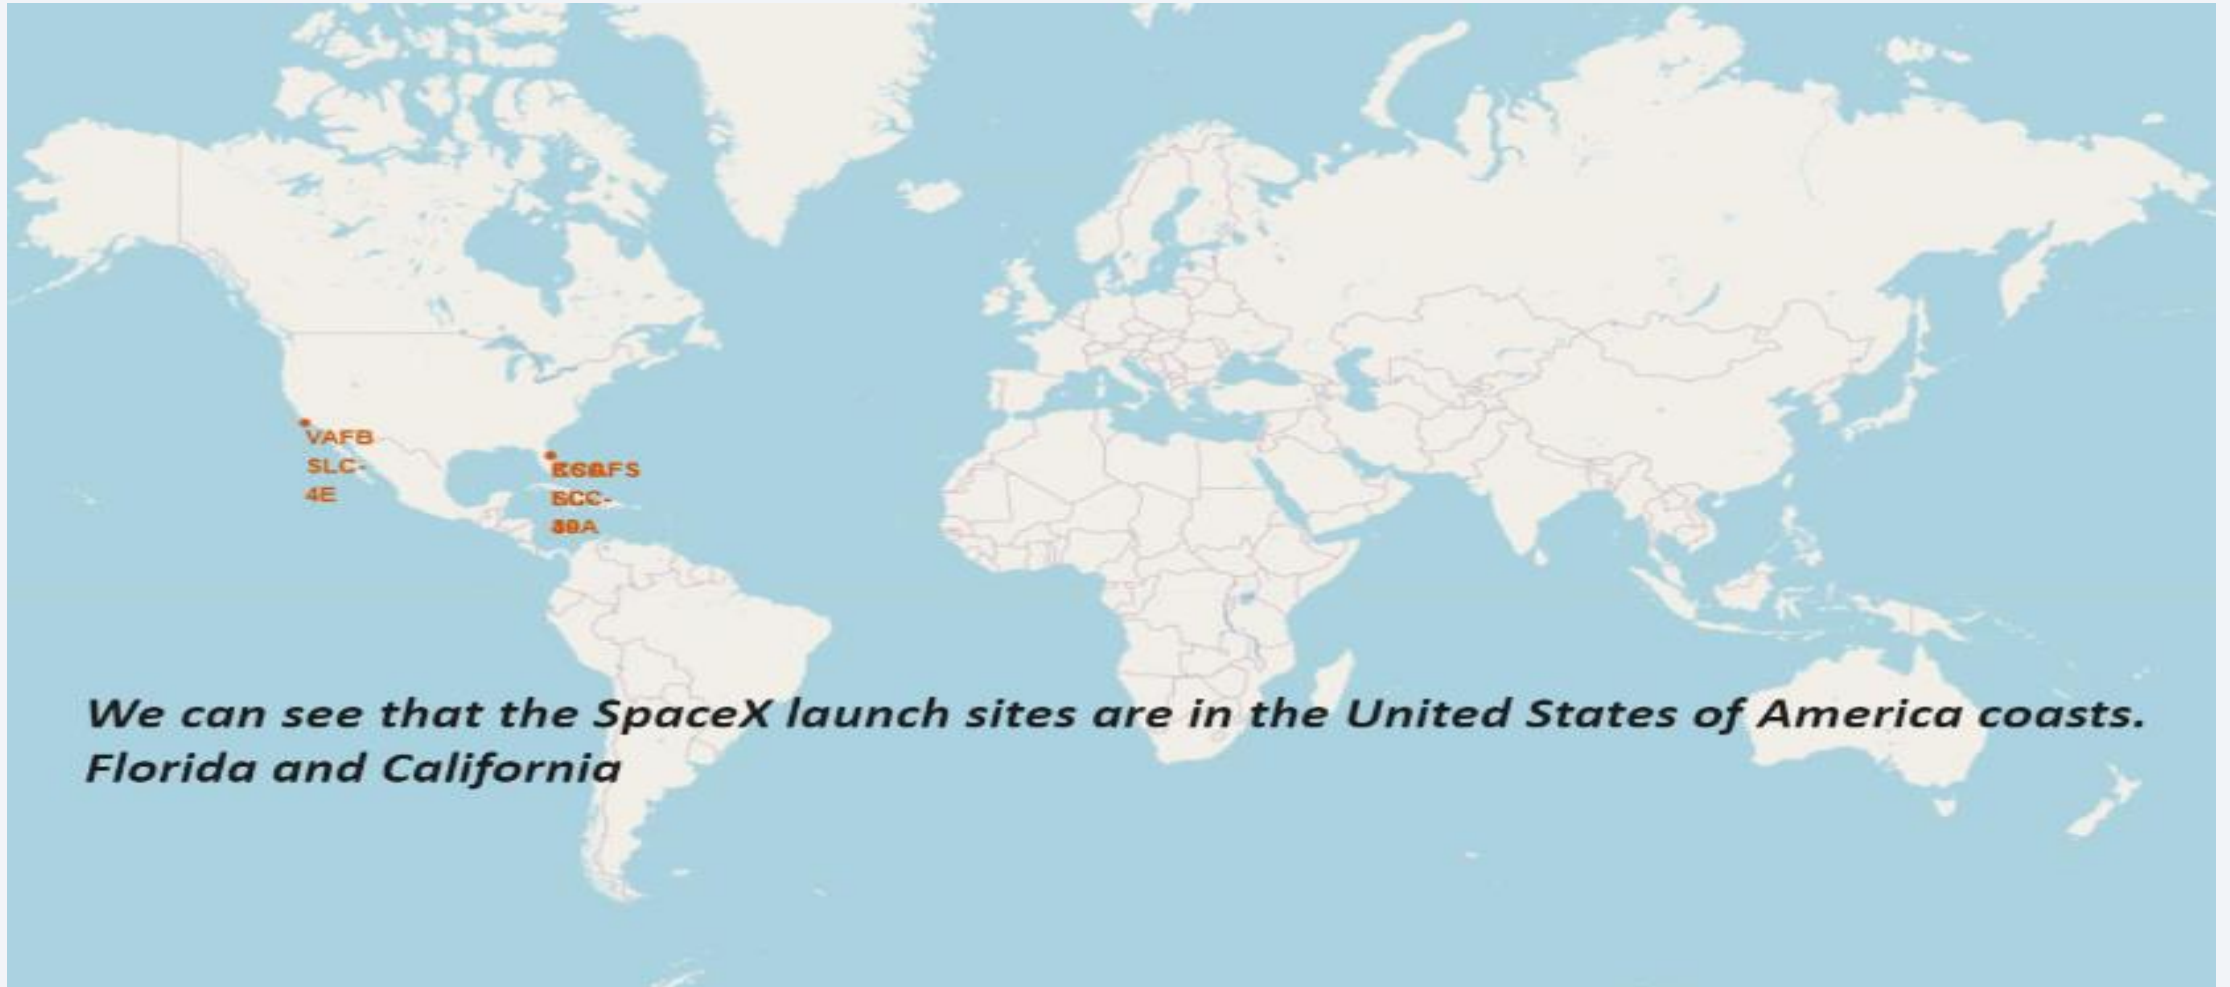 VAFB
SLC-
4E
We can see that the SpaceX launch sites are in the United States of America coasts.
Florida and California